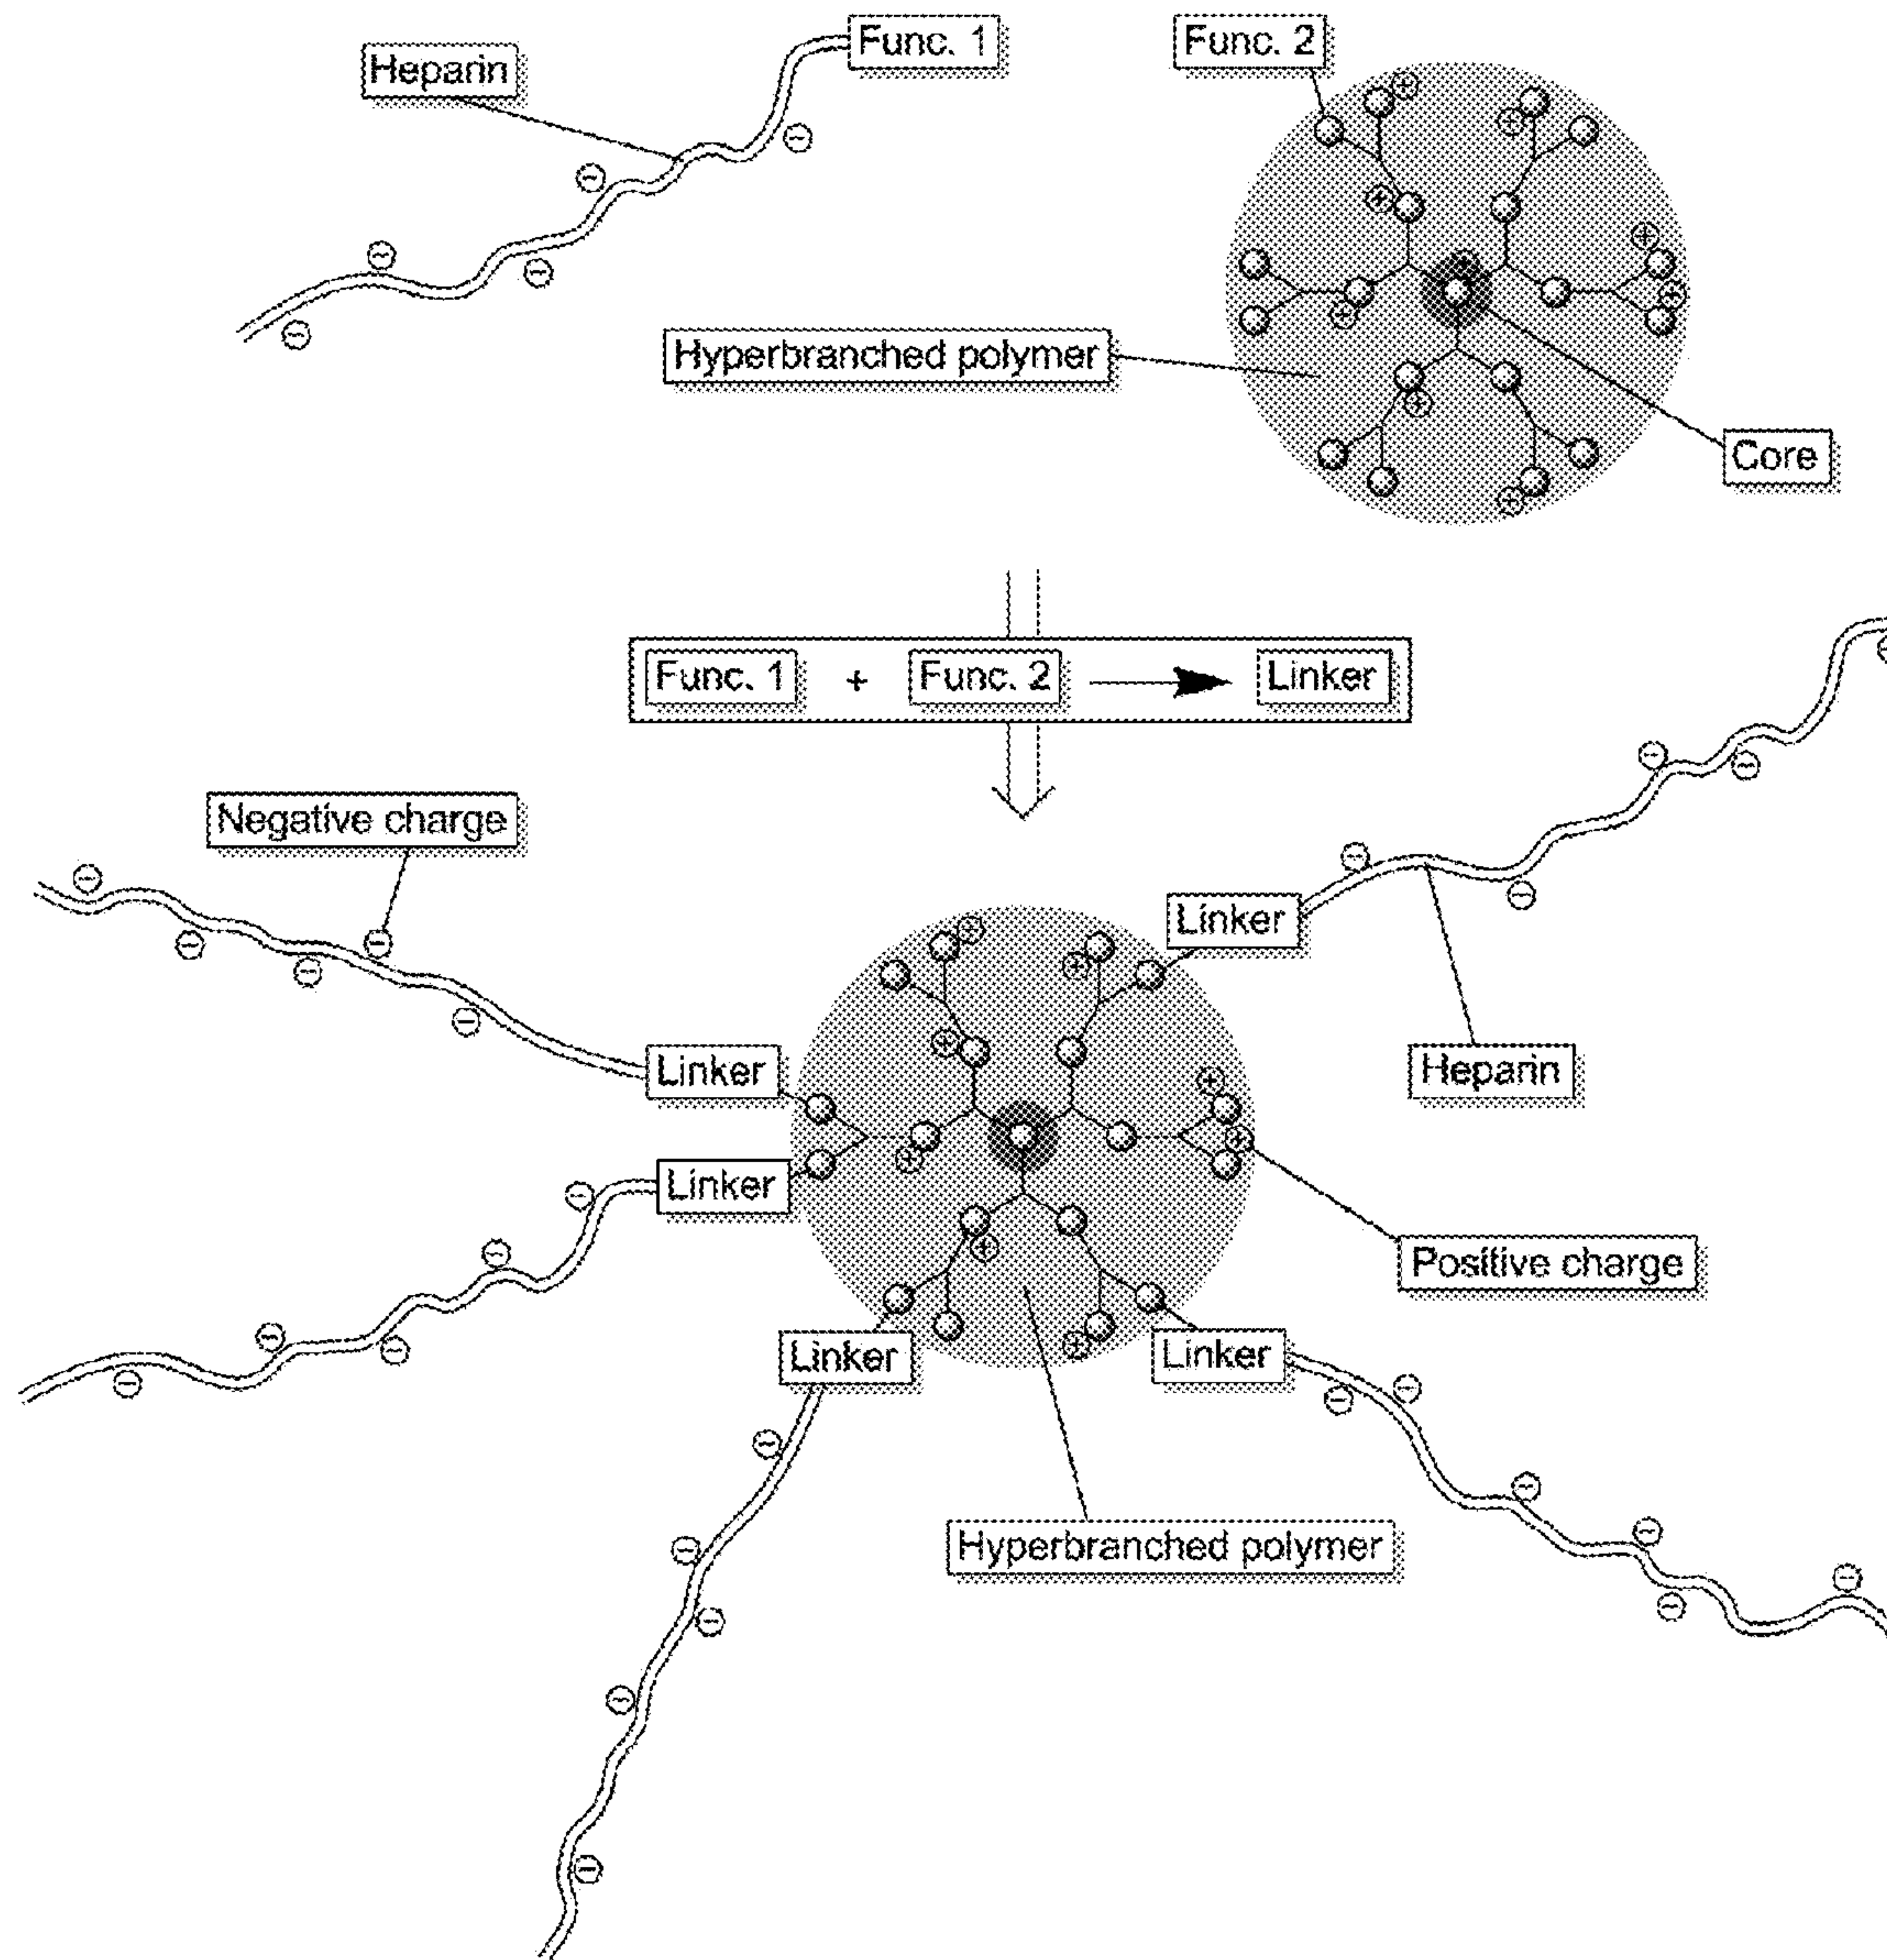 Func. 1
Func. 2
Heparin
Hyperbranched polymer
Core
Func. 1 + Func. 2 Linker
Negative charge
Linker
Linker
Heparin
Linker
Positive charge
Linker
Linker
Hyperbranched polymer